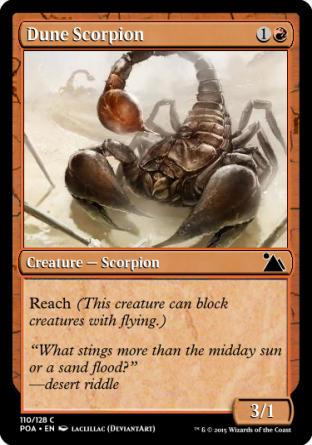 Dune Scorpion 1
Creature — Scorpion
Reach (This creature can block
creatures with flying.)
“What stings more than the midday sun
or a sand flood?”
—desert riddle
3/1
110/128 C
POA • EN LACLILLAC (DEVIANTART)
™ & © 2015 Wizards of the Coast